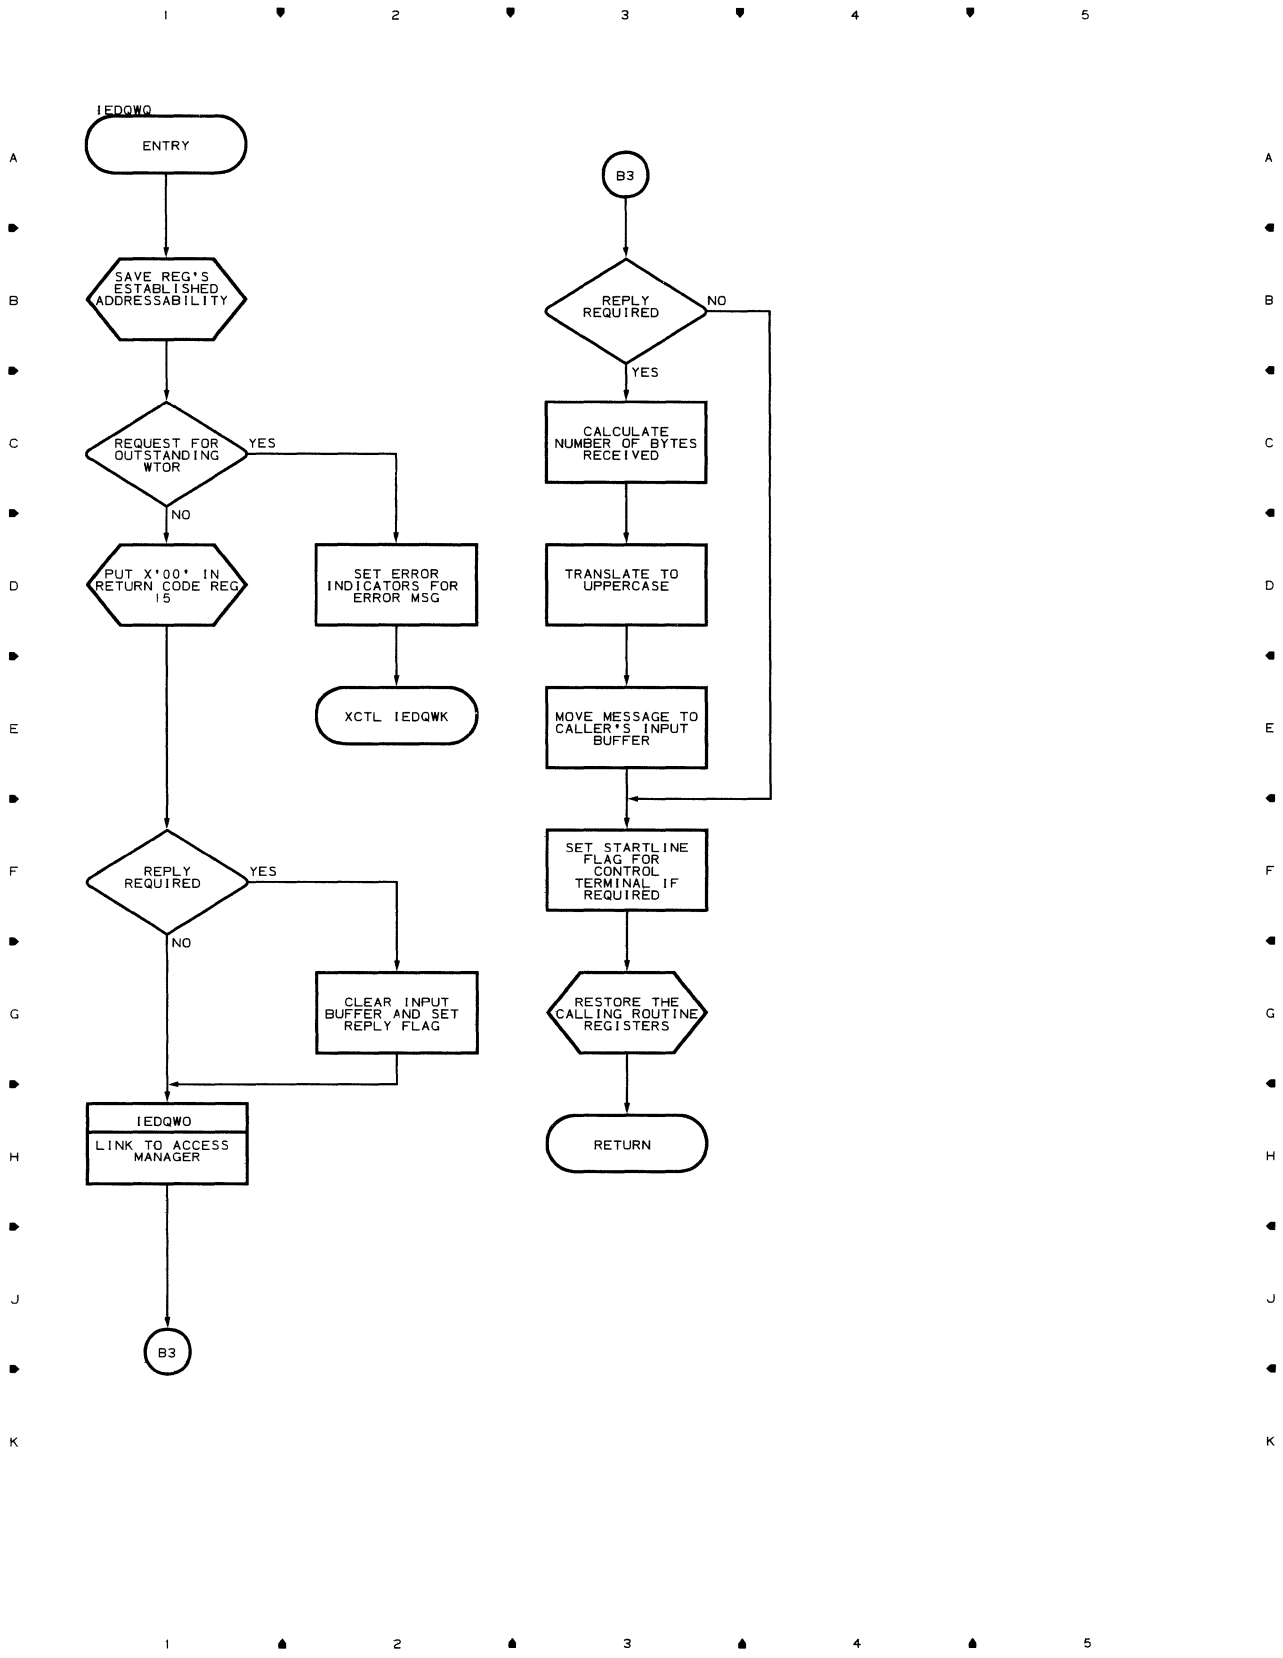 1 2 3 4 5
IEDQWQ
ENTRY
A A
B3
SAVE REG'S
ESTABLISHED
ADDRESSABILITY
B B
REPLY
REQUIRED
NO
YES
REQUEST FOR
OUTSTANDING
WTOR
YES
NO
C C
CALCULATE
NUMBER OF BYTES
RECEIVED
PUT X'00' IN
RETURN CODE REG
15
D D
SET ERROR
INDICATORS FOR
ERROR MSG
TRANSLATE TO
UPPERCASE
XCTL IEDQWK
E E
MOVE MESSAGE TO
CALLER'S INPUT
BUFFER
REPLY
REQUIRED
YES
NO
F F
SET STARTLINE
FLAG FOR
CONTROL
TERMINAL IF
REQUIRED
CLEAR INPUT
BUFFER AND SET
REPLY FLAG
G G
RESTORE THE
CALLING ROUTINE
REGISTERS
IEDQWO
LINK TO ACCESS
MANAGER
H H
RETURN
J J
B3
K K
1 2 3 4 5